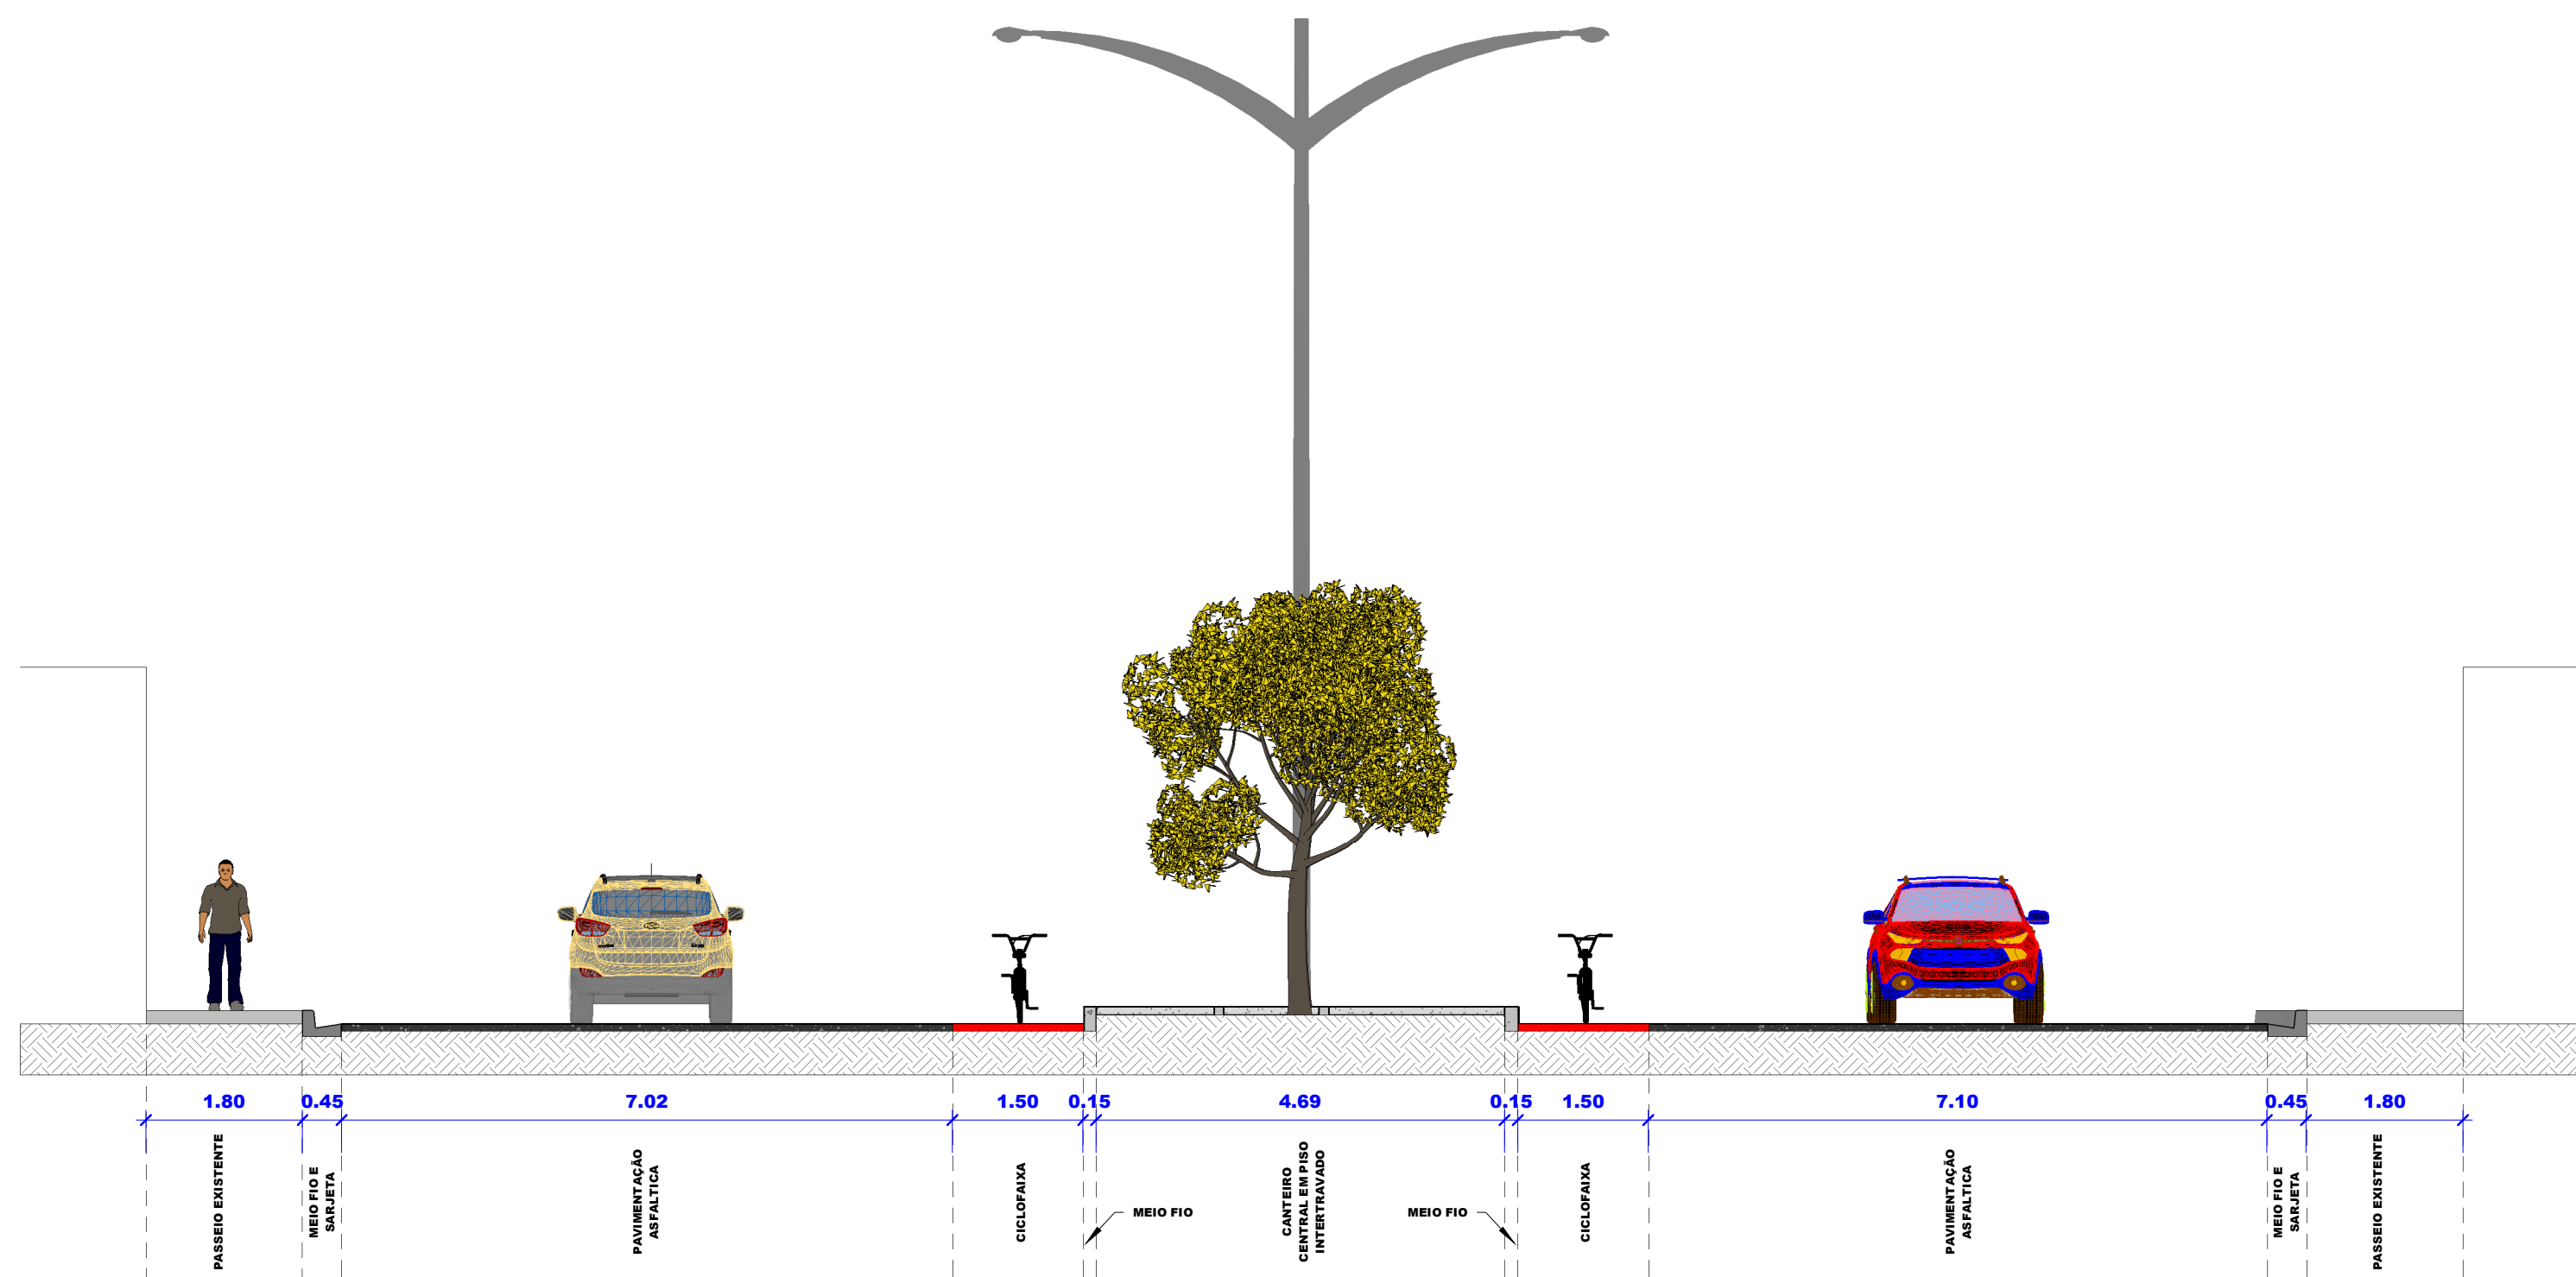 1.80
0.45
7.02
1.50
0.15
4.69
0.15
1.50
7.10
0.45
1.80
PASSEIO EXISTENTE
MEIO FIO E
SARJETA
PAVIMENTAÇÃO
ASFALTICA
CICLOFAIXA
MEIO FIO
CANTEIRO
CENTRAL EM PISO
INTERTRAVADO
MEIO FIO
CICLOFAIXA
PAVIMENTAÇÃO
ASFALTICA
MEIO FIO E
SARJETA
PASSEIO EXISTENTE